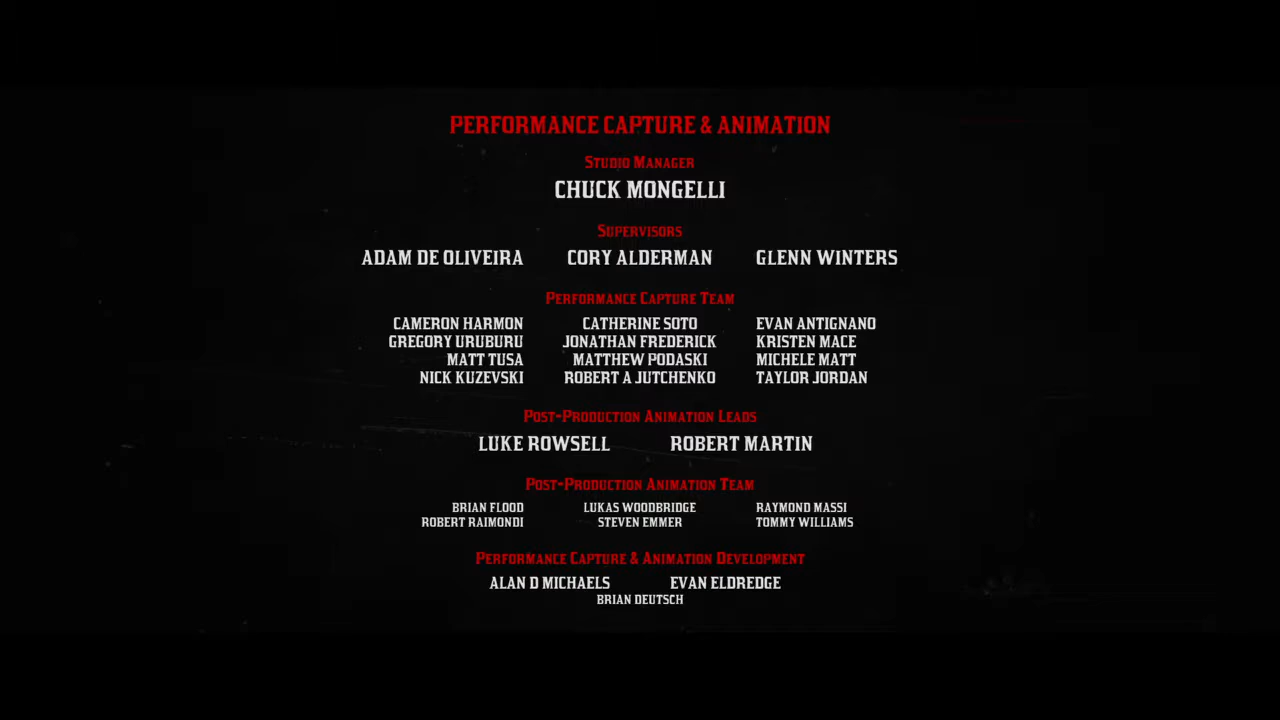 PERFORMANCE CAPTURE & ANIMATION
STUDIO MANAGER
CHUCK MONGELLI
SUPERVISORS
ADAM DE OLIVEIRA CORY ALDERMAN GLENN WINTERS
PERFORMANCE CAPTURE TEAM
CAMERON HARMON CATHERINE SOTO EVAN ANTIGNANO
GREGORY URUBURU JONATHAN FREDERICK KRISTEN MACE
MATT TUSA MATTHEW PODASKI MICHELE MATT
NICK KUZEVSKI ROBERT A JUTCHENKO TAYLOR JORDAN
POST-PRODUCTION ANIMATION LEADS
LUKE ROWSELL ROBERT MARTIN
POST-PRODUCTION ANIMATION TEAM
BRIAN FLOOD LUKAS WOODBRIDGE RAYMOND MASSI
ROBERT RAIMONDI STEVEN EMMER TOMMY WILLIAMS
PERFORMANCE CAPTURE & ANIMATION DEVELOPMENT
ALAN D MICHAELS EVAN ELDREDGE
BRIAN DEUTSCH